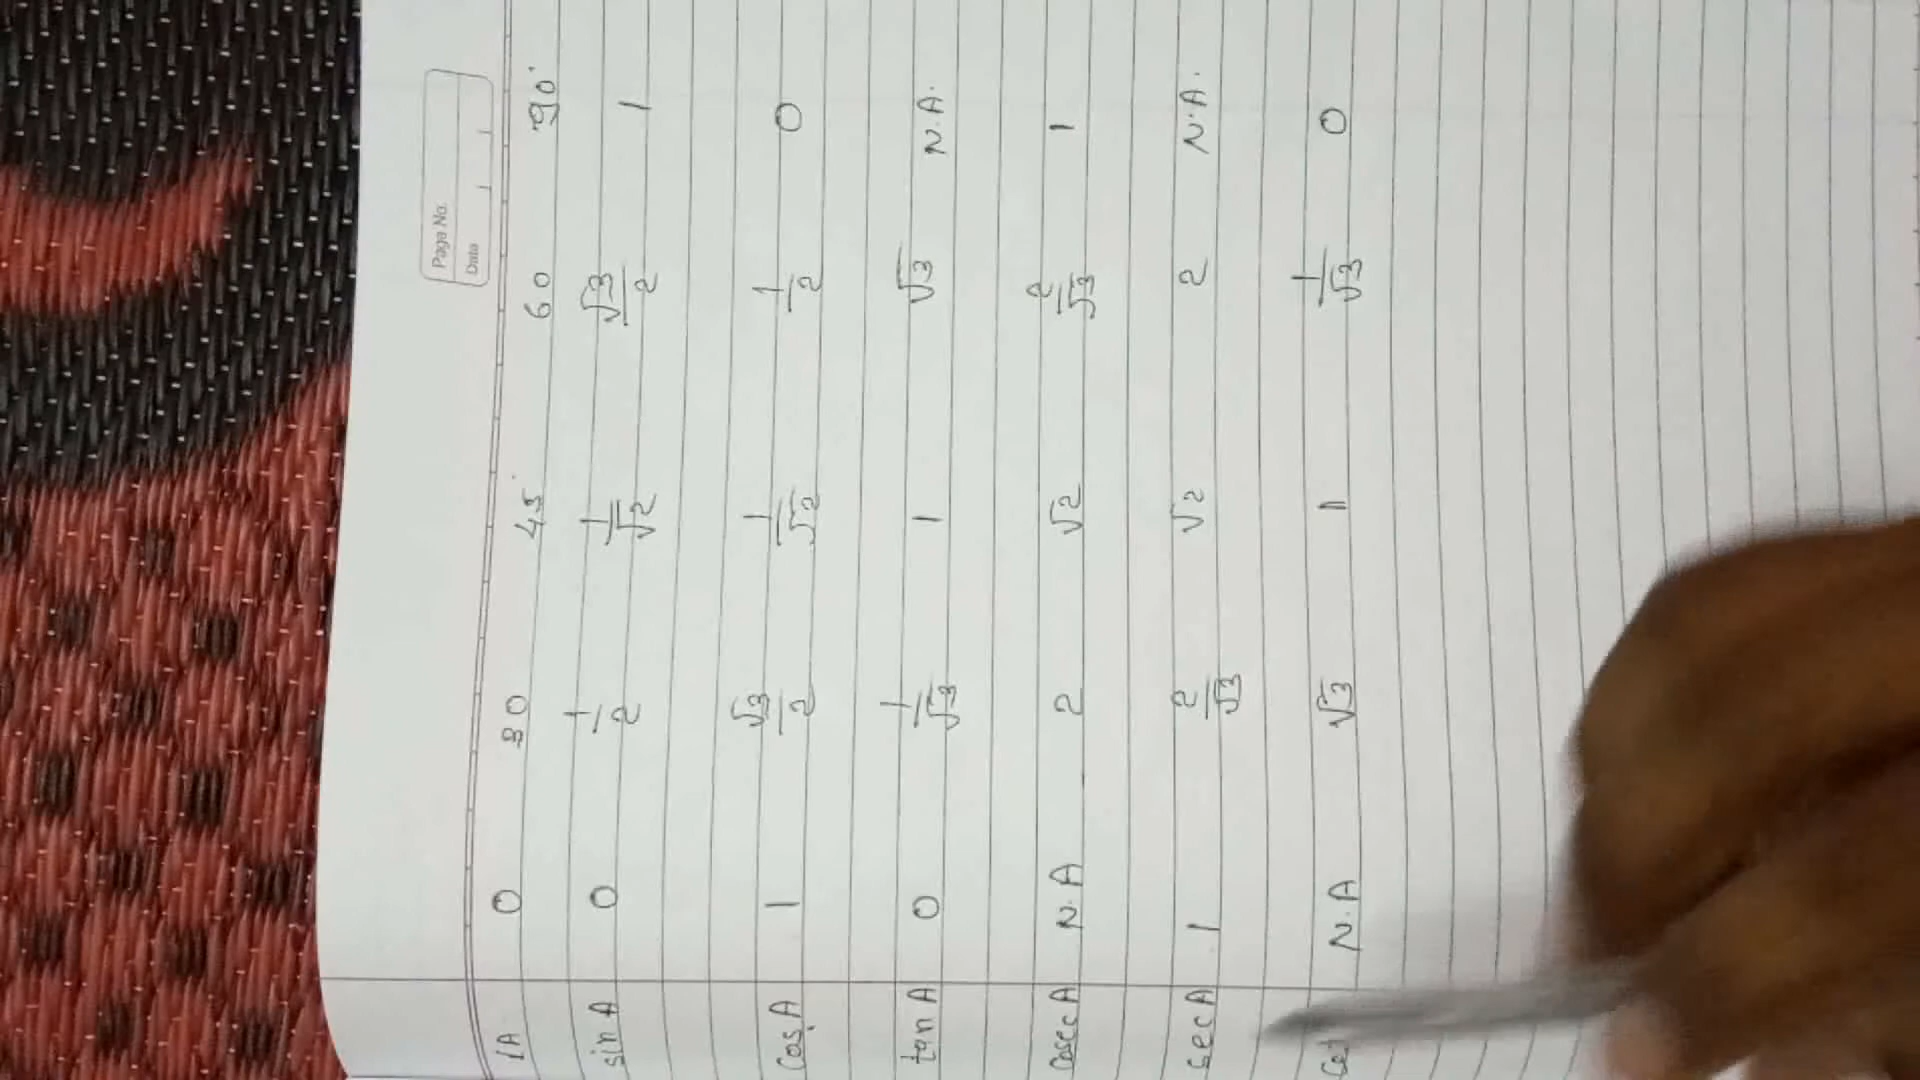 Page No.
Date
∠A 0 30 45° 60 90°
sin A 0 1/2 1/√2 √3/2 1
cos A 1 √3/2 1/√2 1/2 0
tan A 0 1/√3 1 √3 N.A.
cosec A N.A 2 √2 2/√3 1
sec A 1 2/√3 √2 2 N.A.
cot N.A √3 1 1/√3 0